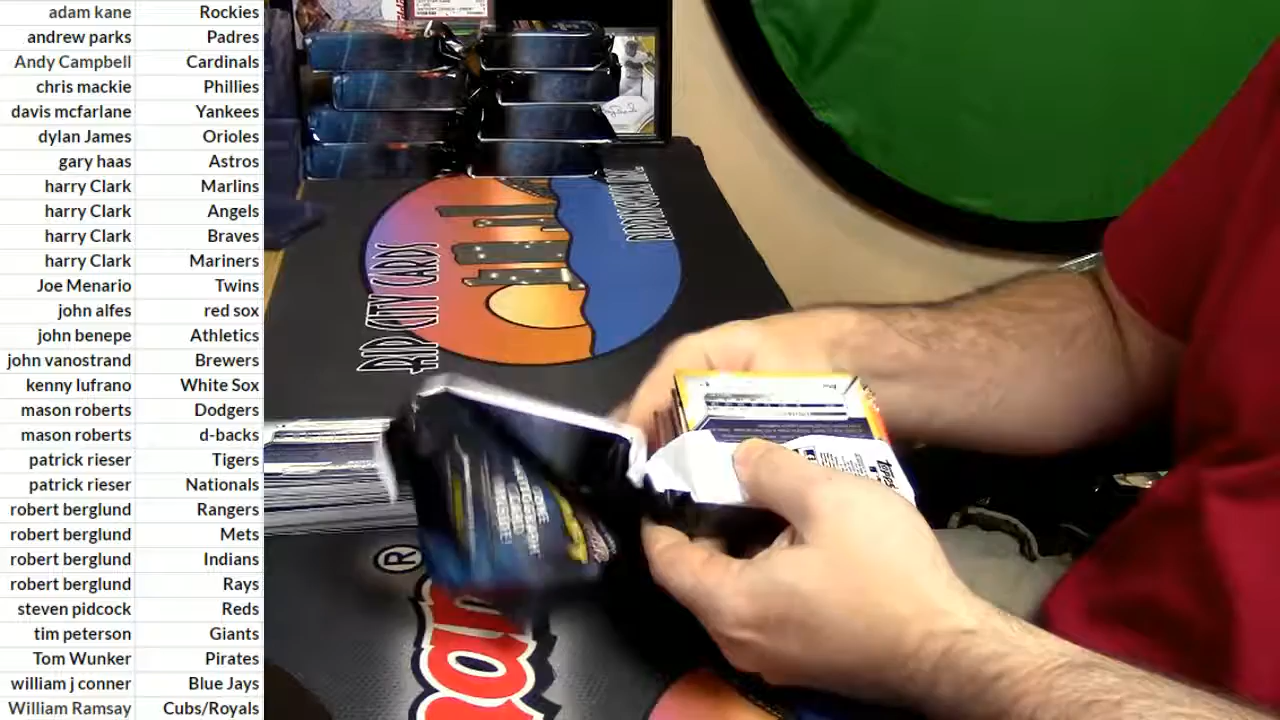 adam kane Rockies
andrew parks Padres
Andy Campbell Cardinals
chris mackie Phillies
davis mcfarlane Yankees
dylan James Orioles
gary haas Astros
harry Clark Marlins
harry Clark Angels
harry Clark Braves
harry Clark Mariners
Joe Menario Twins
john alfes red sox
john benepe Athletics
john vanostrand Brewers
kenny lufrano White Sox
mason roberts Dodgers
mason roberts d-backs
patrick rieser Tigers
patrick rieser Nationals
robert berglund Rangers
robert berglund Mets
robert berglund Indians
robert berglund Rays
steven pidcock Reds
tim peterson Giants
Tom Wunker Pirates
william j conner Blue Jays
William Ramsay Cubs/Royals
RIP CITY CARDS
®